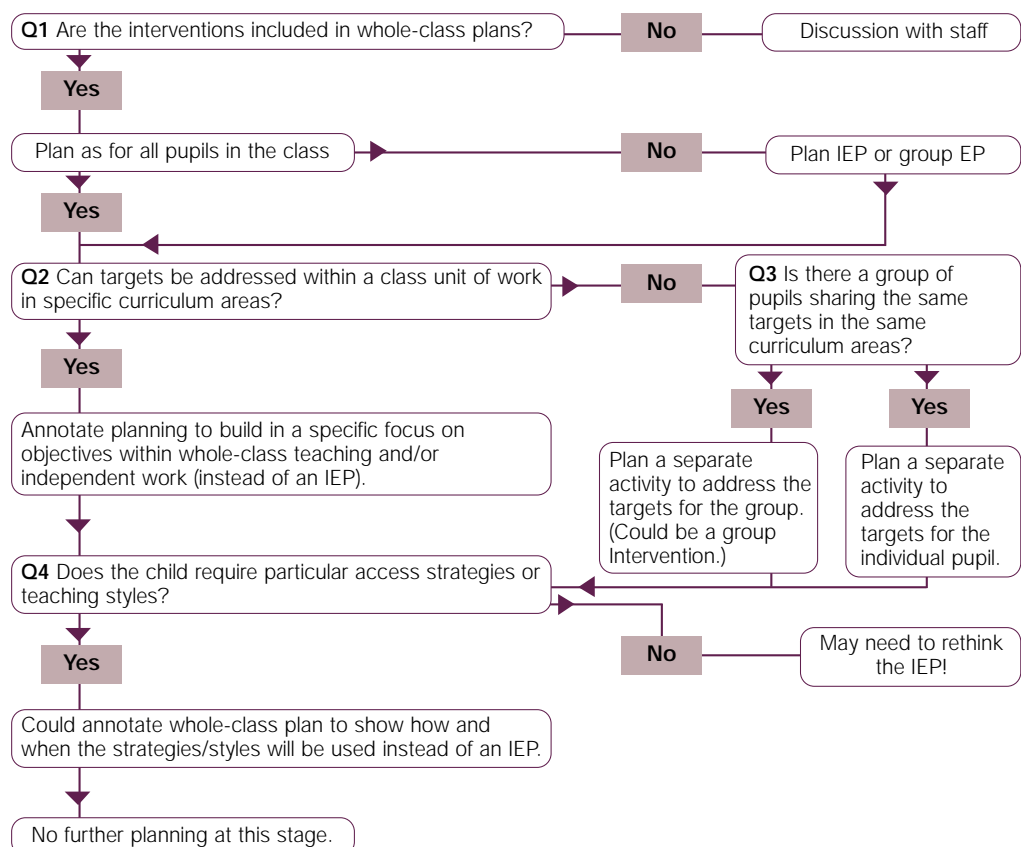 Q1 Are the interventions included in whole-class plans?
No
Discussion with staff
Yes
Plan as for all pupils in the class
No
Plan IEP or group EP
Yes
Q2 Can targets be addressed within a class unit of work
in specific curriculum areas?
No
Q3 Is there a group of
pupils sharing the same
targets in the same
curriculum areas?
Yes
Yes
Yes
Annotate planning to build in a specific focus on
objectives within whole-class teaching and/or
independent work (instead of an IEP).
Plan a separate
activity to address the
targets for the group.
(Could be a group
Intervention.)
Plan a separate
activity to
address the
targets for the
individual pupil.
Q4 Does the child require particular access strategies or
teaching styles?
Yes
No
May need to rethink
the IEP!
Could annotate whole-class plan to show how and
when the strategies/styles will be used instead of an IEP.
No further planning at this stage.